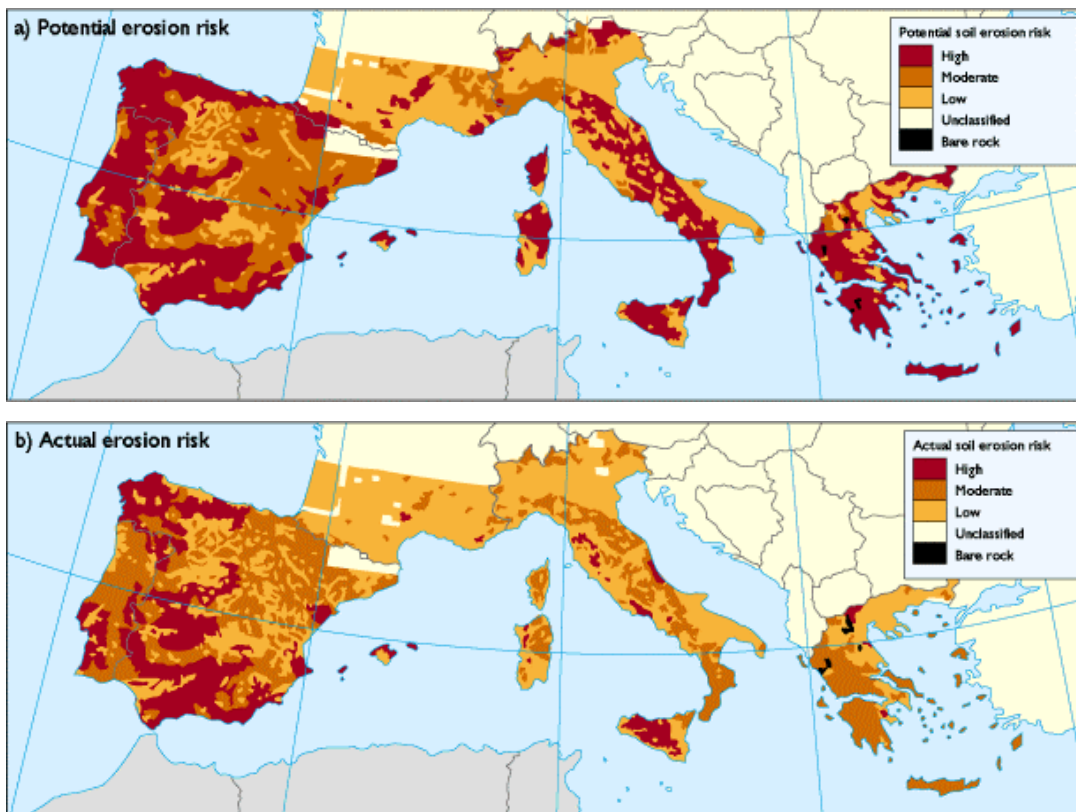 a) Potential erosion risk
Potential soil erosion risk
High
Moderate
Low
Unclassified
Bare rock
b) Actual erosion risk
Actual soil erosion risk
High
Moderate
Low
Unclassified
Bare rock